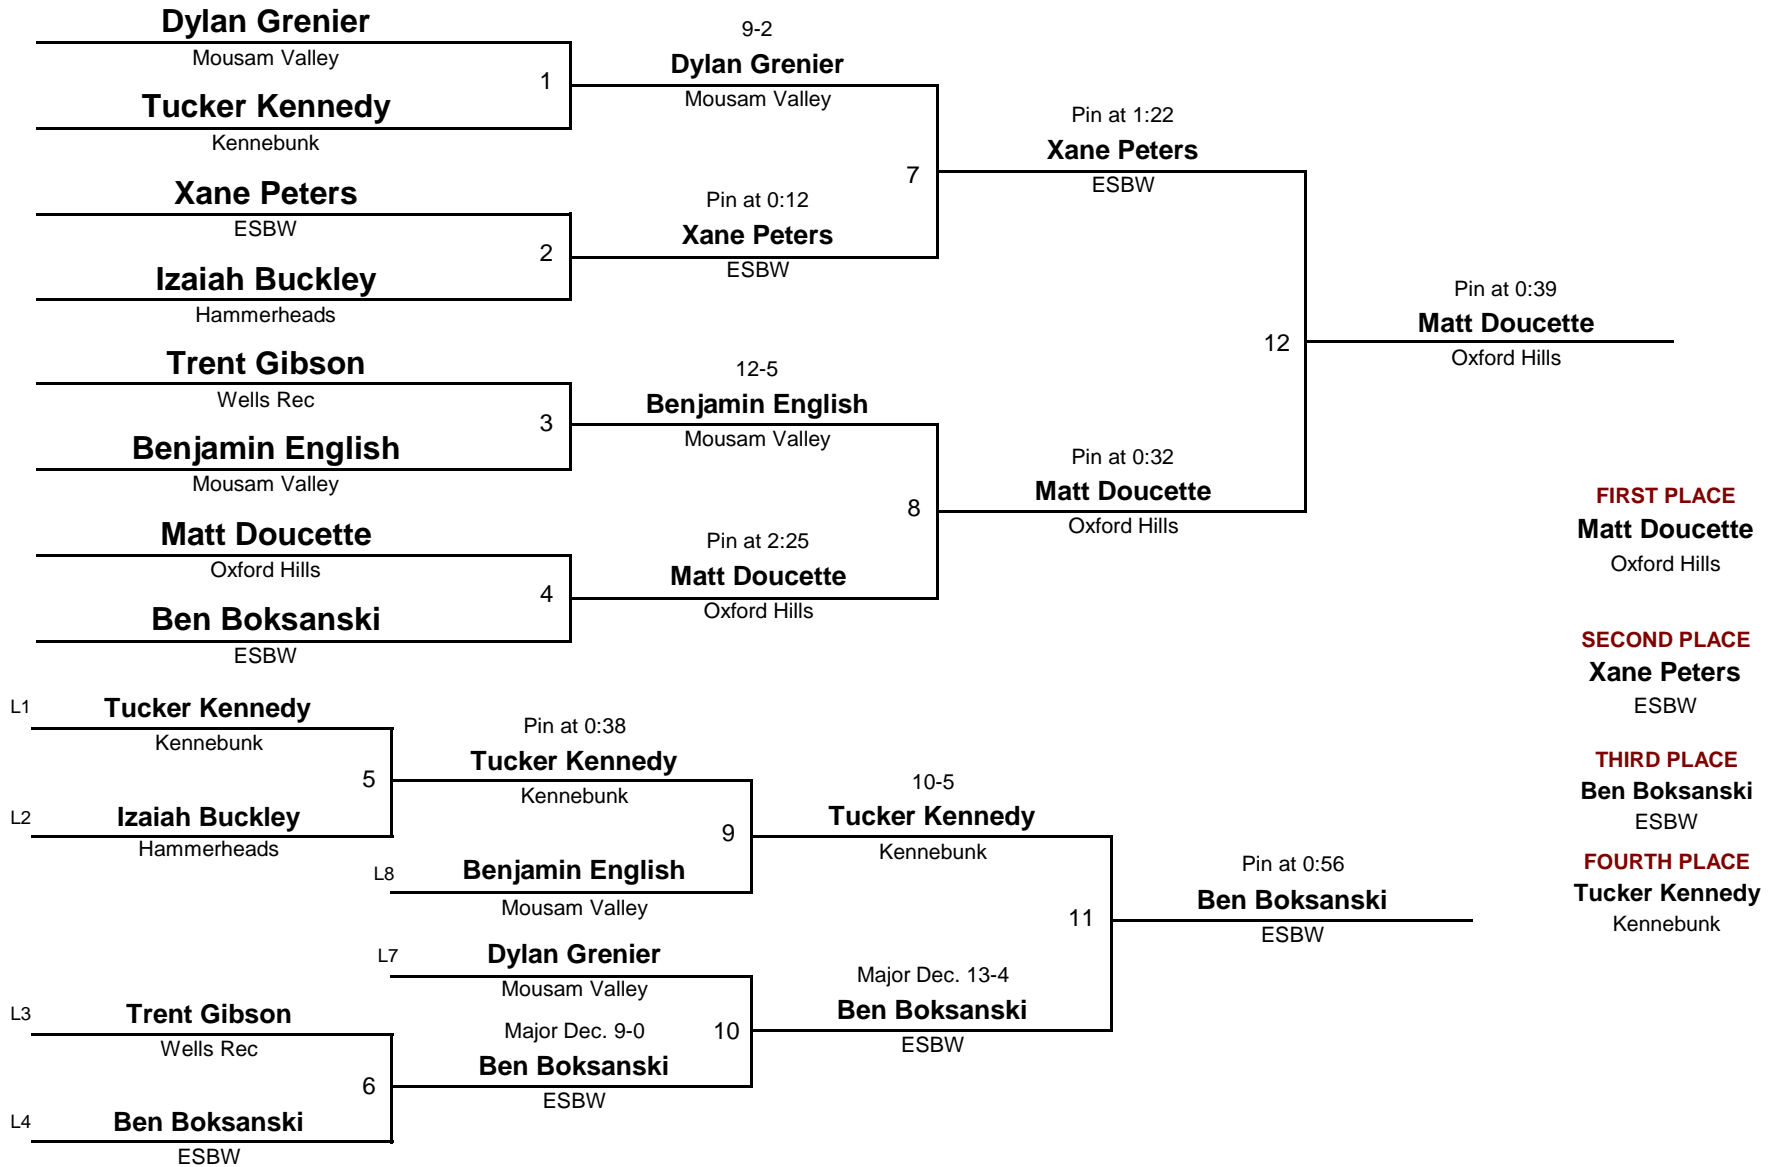 Dylan Grenier
Mousam Valley
1
Tucker Kennedy
Kennebunk
Xane Peters
ESBW
2
Izaiah Buckley
Hammerheads
Trent Gibson
Wells Rec
3
Benjamin English
Mousam Valley
Matt Doucette
Oxford Hills
4
Ben Boksanski
ESBW
9-2
Dylan Grenier
Mousam Valley
7
Pin at 0:12
Xane Peters
ESBW
12-5
Benjamin English
Mousam Valley
8
Pin at 2:25
Matt Doucette
Oxford Hills
Pin at 1:22
Xane Peters
ESBW
12
Pin at 0:32
Matt Doucette
Oxford Hills
Pin at 0:39
Matt Doucette
Oxford Hills
FIRST PLACE
Matt Doucette
Oxford Hills
SECOND PLACE
Xane Peters
ESBW
THIRD PLACE
Ben Boksanski
ESBW
FOURTH PLACE
Tucker Kennedy
Kennebunk
L1 Tucker Kennedy
Kennebunk
5
L2 Izaiah Buckley
Hammerheads
L3 Trent Gibson
Wells Rec
6
L4 Ben Boksanski
ESBW
Pin at 0:38
Tucker Kennedy
Kennebunk
9
L8 Benjamin English
Mousam Valley
L7 Dylan Grenier
Mousam Valley
Major Dec. 9-0
10
Ben Boksanski
ESBW
10-5
Tucker Kennedy
Kennebunk
11
Major Dec. 13-4
Ben Boksanski
ESBW
Pin at 0:56
Ben Boksanski
ESBW